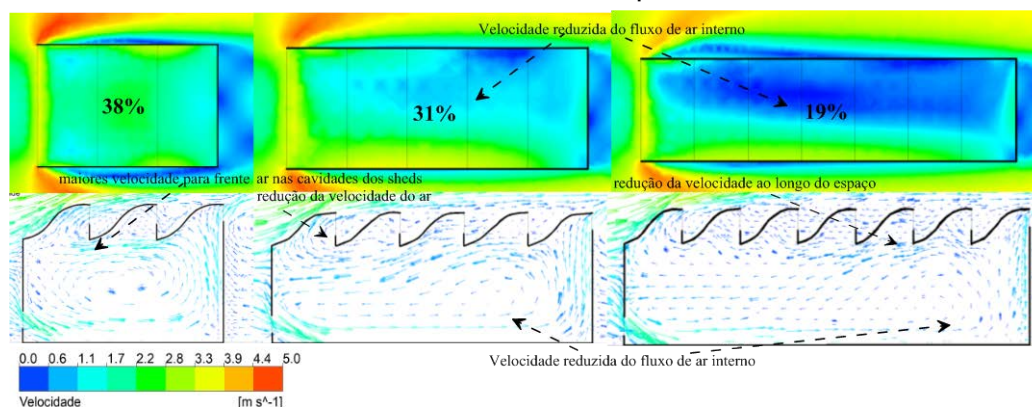 Velocidade reduzida do fluxo de ar interno
38%
31%
19%
maiores velocidade para frente
ar nas cavidades dos sheds
redução da velocidade do ar
redução da velocidade ao longo do espaço
Velocidade reduzida do fluxo de ar interno
0.0 0.6 1.1 1.7 2.2 2.8 3.3 3.9 4.4 5.0
Velocidade [m s^-1]